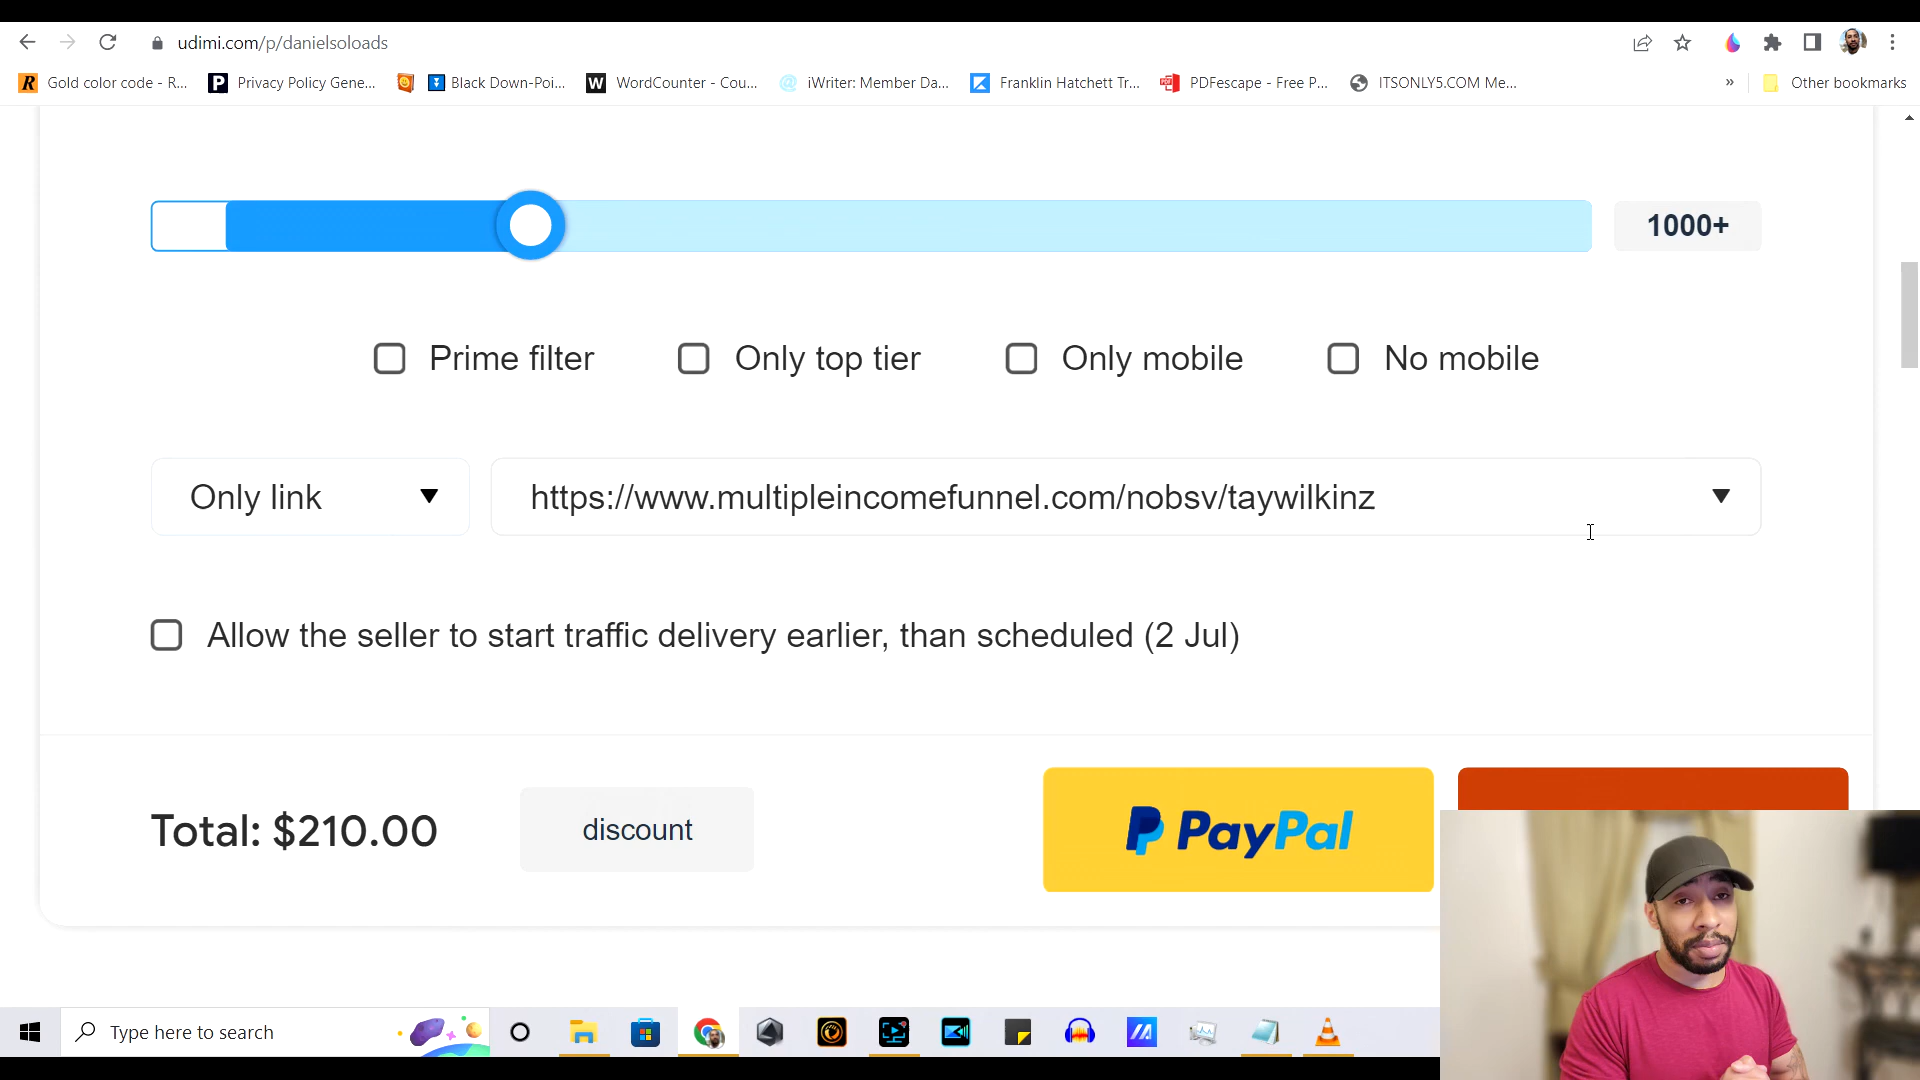 udimi.com/p/danielsoloads
Gold color code - R...
Privacy Policy Gene...
Black Down-Poi...
WordCounter - Cou...
iWriter: Member Da...
Franklin Hatchett Tr...
PDFescape - Free P...
ITSONLY5.COM Me...
»
Other bookmarks
1000+
Prime filter
Only top tier
Only mobile
No mobile
Only link
https://www.multipleincomefunnel.com/nobsv/taywilkinz
Allow the seller to start traffic delivery earlier, than scheduled (2 Jul)
Total: $210.00
discount
PayPal
Type here to search